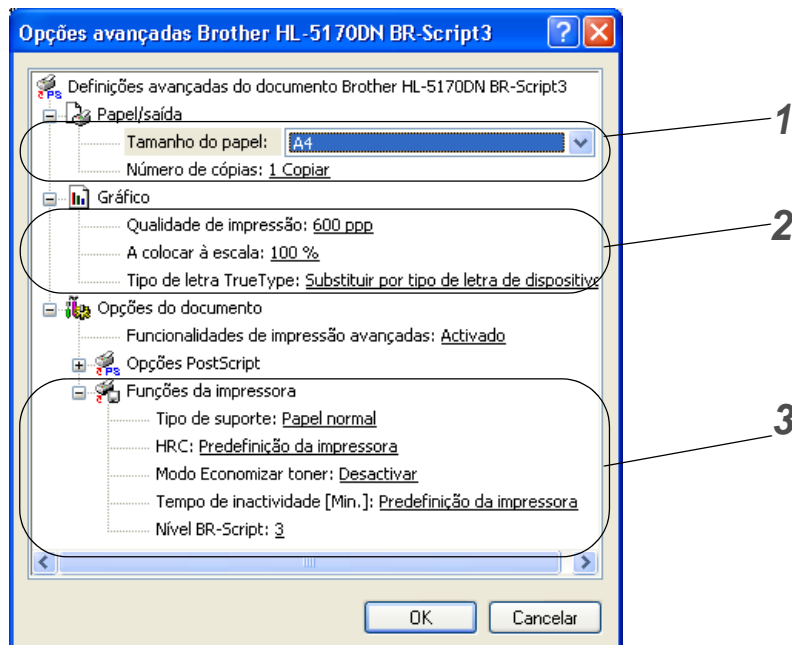 Opções avançadas Brother HL-5170DN BR-Script3
Definições avançadas do documento Brother HL-5170DN BR-Script3
Papel/saída
1
Tamanho do papel: A4
Número de cópias: 1 Copiar
Gráfico
Qualidade de impressão: 600 ppp
2
A colocar à escala: 100 %
Tipo de letra TrueType: Substituir por tipo de letra de dispositivo
Opções do documento
Funcionalidades de impressão avançadas: Activado
PS Opções PostScript
Funções da impressora
Tipo de suporte: Papel normal
3
HRC: Predefinição da impressora
Modo Economizar toner: Desactivar
Tempo de inactividade [Min.]: Predefinição da impressora
Nível BR-Script: 3
OK Cancelar